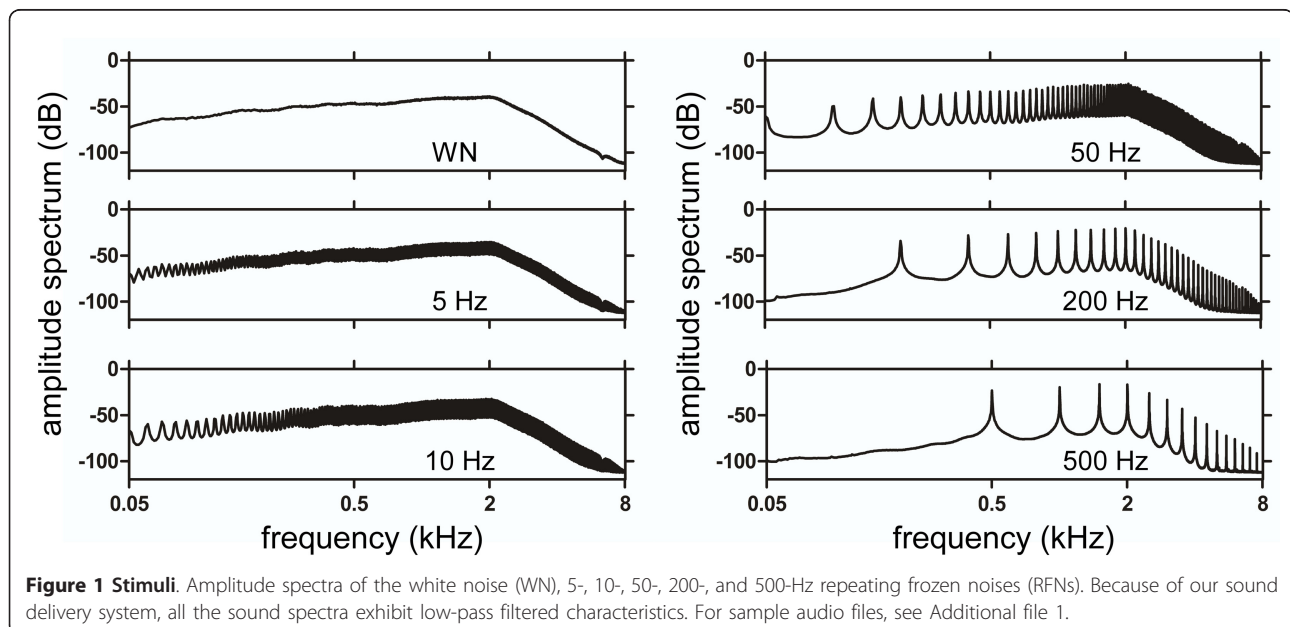 0
-50
-100
WN
0
-50
-100
5 Hz
0
-50
-100
10 Hz
0.05 0.5 2 8
frequency (kHz)
amplitude spectrum (dB)
0
-50
-100
50 Hz
0
-50
-100
200 Hz
0
-50
-100
500 Hz
0.05 0.5 2 8
frequency (kHz)
amplitude spectrum (dB)
Figure 1 Stimuli. Amplitude spectra of the white noise (WN), 5-, 10-, 50-, 200-, and 500-Hz repeating frozen noises (RFNs). Because of our sound
delivery system, all the sound spectra exhibit low-pass filtered characteristics. For sample audio files, see Additional file 1.